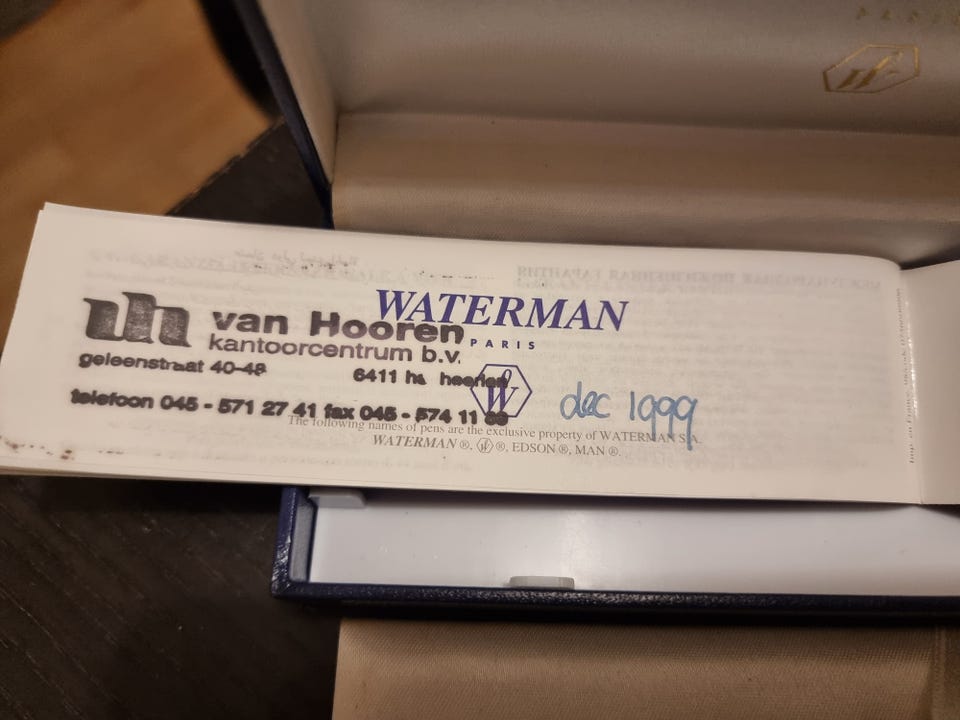 WATERMAN
PARIS
vh van Hooren
kantoorcentrum b.v.
geleenstraat 40-48
6411 heerlen
telefoon 045 - 571 27 41 fax 045 - 574 11
W
dec 1999
The following names of pens are the exclusive property of WATERMAN S.A.
WATERMAN ®, W ®, EDSON ®, MAN ®.